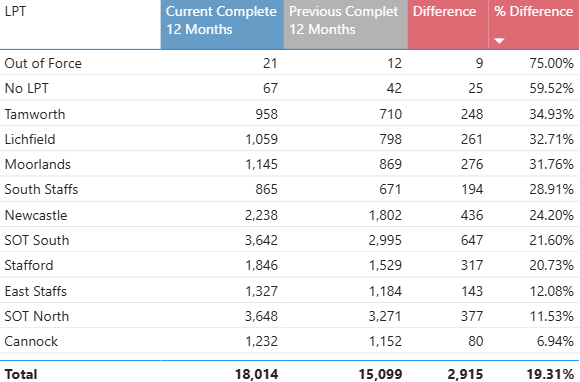 LPT Current Complete Previous Complet Difference % Difference
12 Months 12 Months
Out of Force 21 12 9 75.00%
No LPT 67 42 25 59.52%
Tamworth 958 710 248 34.93%
Lichfield 1,059 798 261 32.71%
Moorlands 1,145 869 276 31.76%
South Staffs 865 671 194 28.91%
Newcastle 2,238 1,802 436 24.20%
SOT South 3,642 2,995 647 21.60%
Stafford 1,846 1,529 317 20.73%
East Staffs 1,327 1,184 143 12.08%
SOT North 3,648 3,271 377 11.53%
Cannock 1,232 1,152 80 6.94%
Total 18,014 15,099 2,915 19.31%